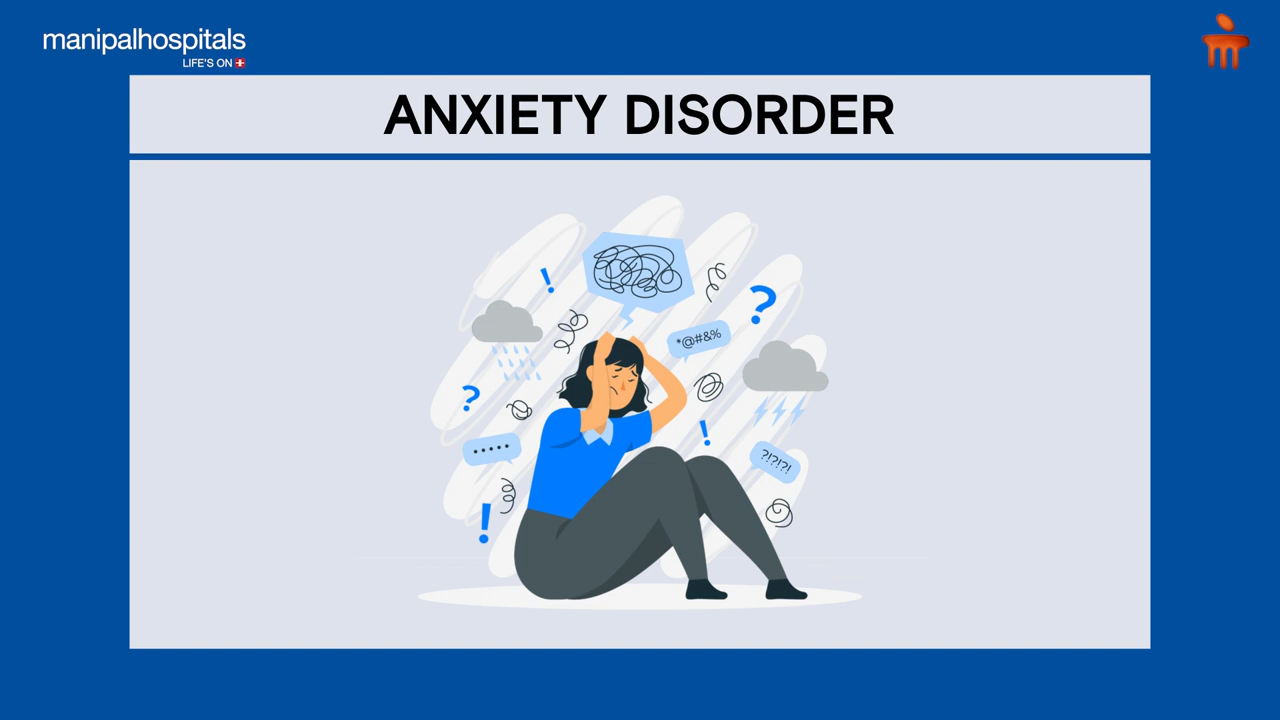 manipalhospitals
LIFE'S ON
ANXIETY DISORDER
!
?
*@#&%
?
!
•••••
?!?!?!
!